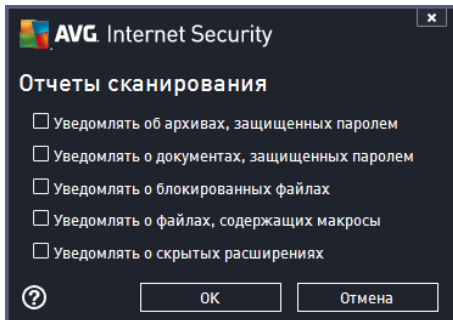 AVG. Internet Security
Отчеты сканирования
Уведомлять об архивах, защищенных паролем
Уведомлять о документах, защищенных паролем
Уведомлять о блокированных файлах
Уведомлять о файлах, содержащих макросы
Уведомлять о скрытых расширениях
? OK Отмена